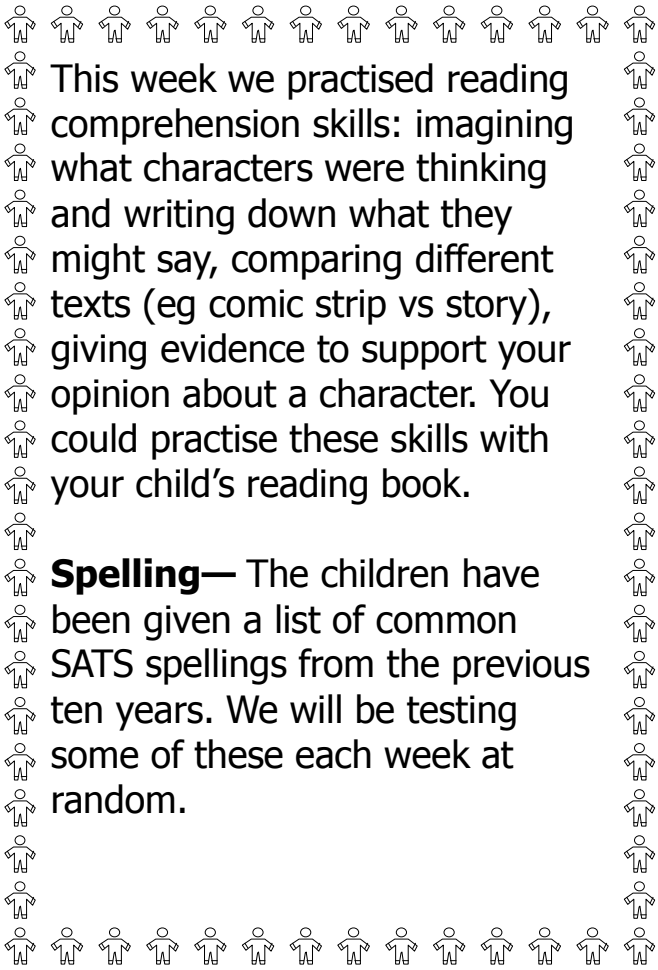 This week we practised reading
comprehension skills: imagining
what characters were thinking
and writing down what they
might say, comparing different
texts (eg comic strip vs story),
giving evidence to support your
opinion about a character. You
could practise these skills with
your child’s reading book.
Spelling— The children have
been given a list of common
SATS spellings from the previous
ten years. We will be testing
some of these each week at
random.